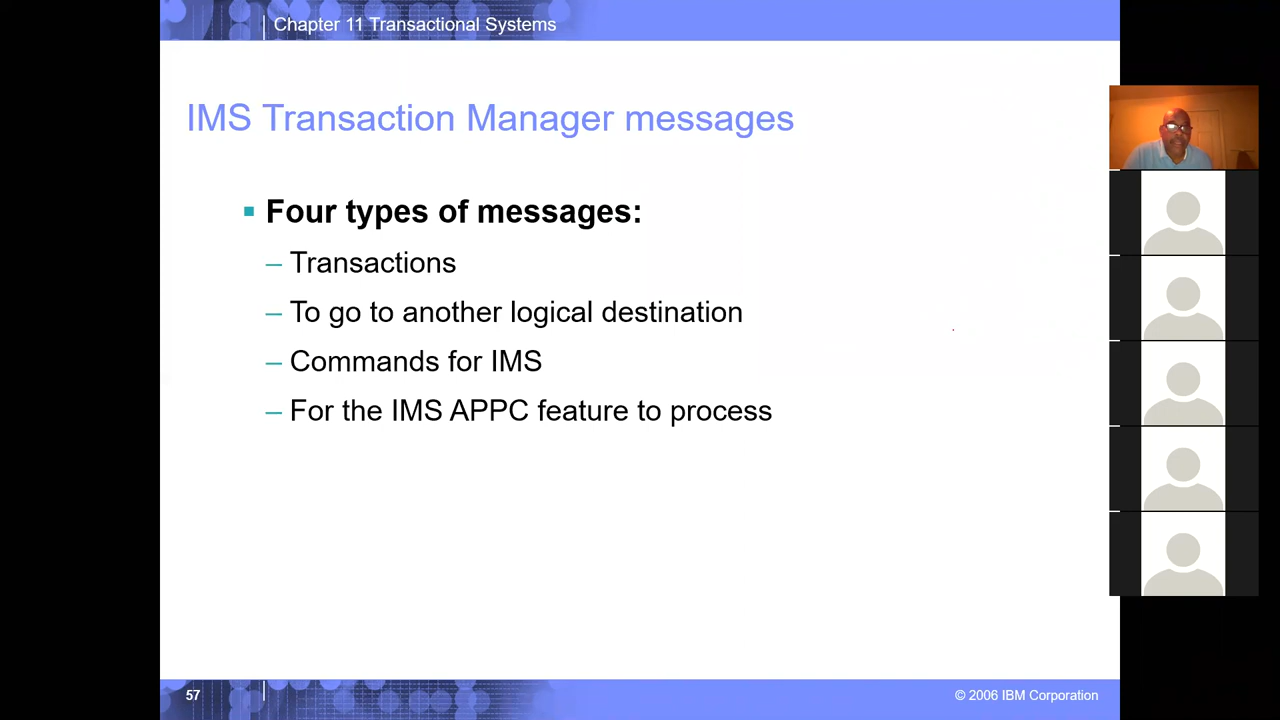 Chapter 11 Transactional Systems
IMS Transaction Manager messages
Four types of messages:
– Transactions
– To go to another logical destination
– Commands for IMS
– For the IMS APPC feature to process
57
© 2006 IBM Corporation